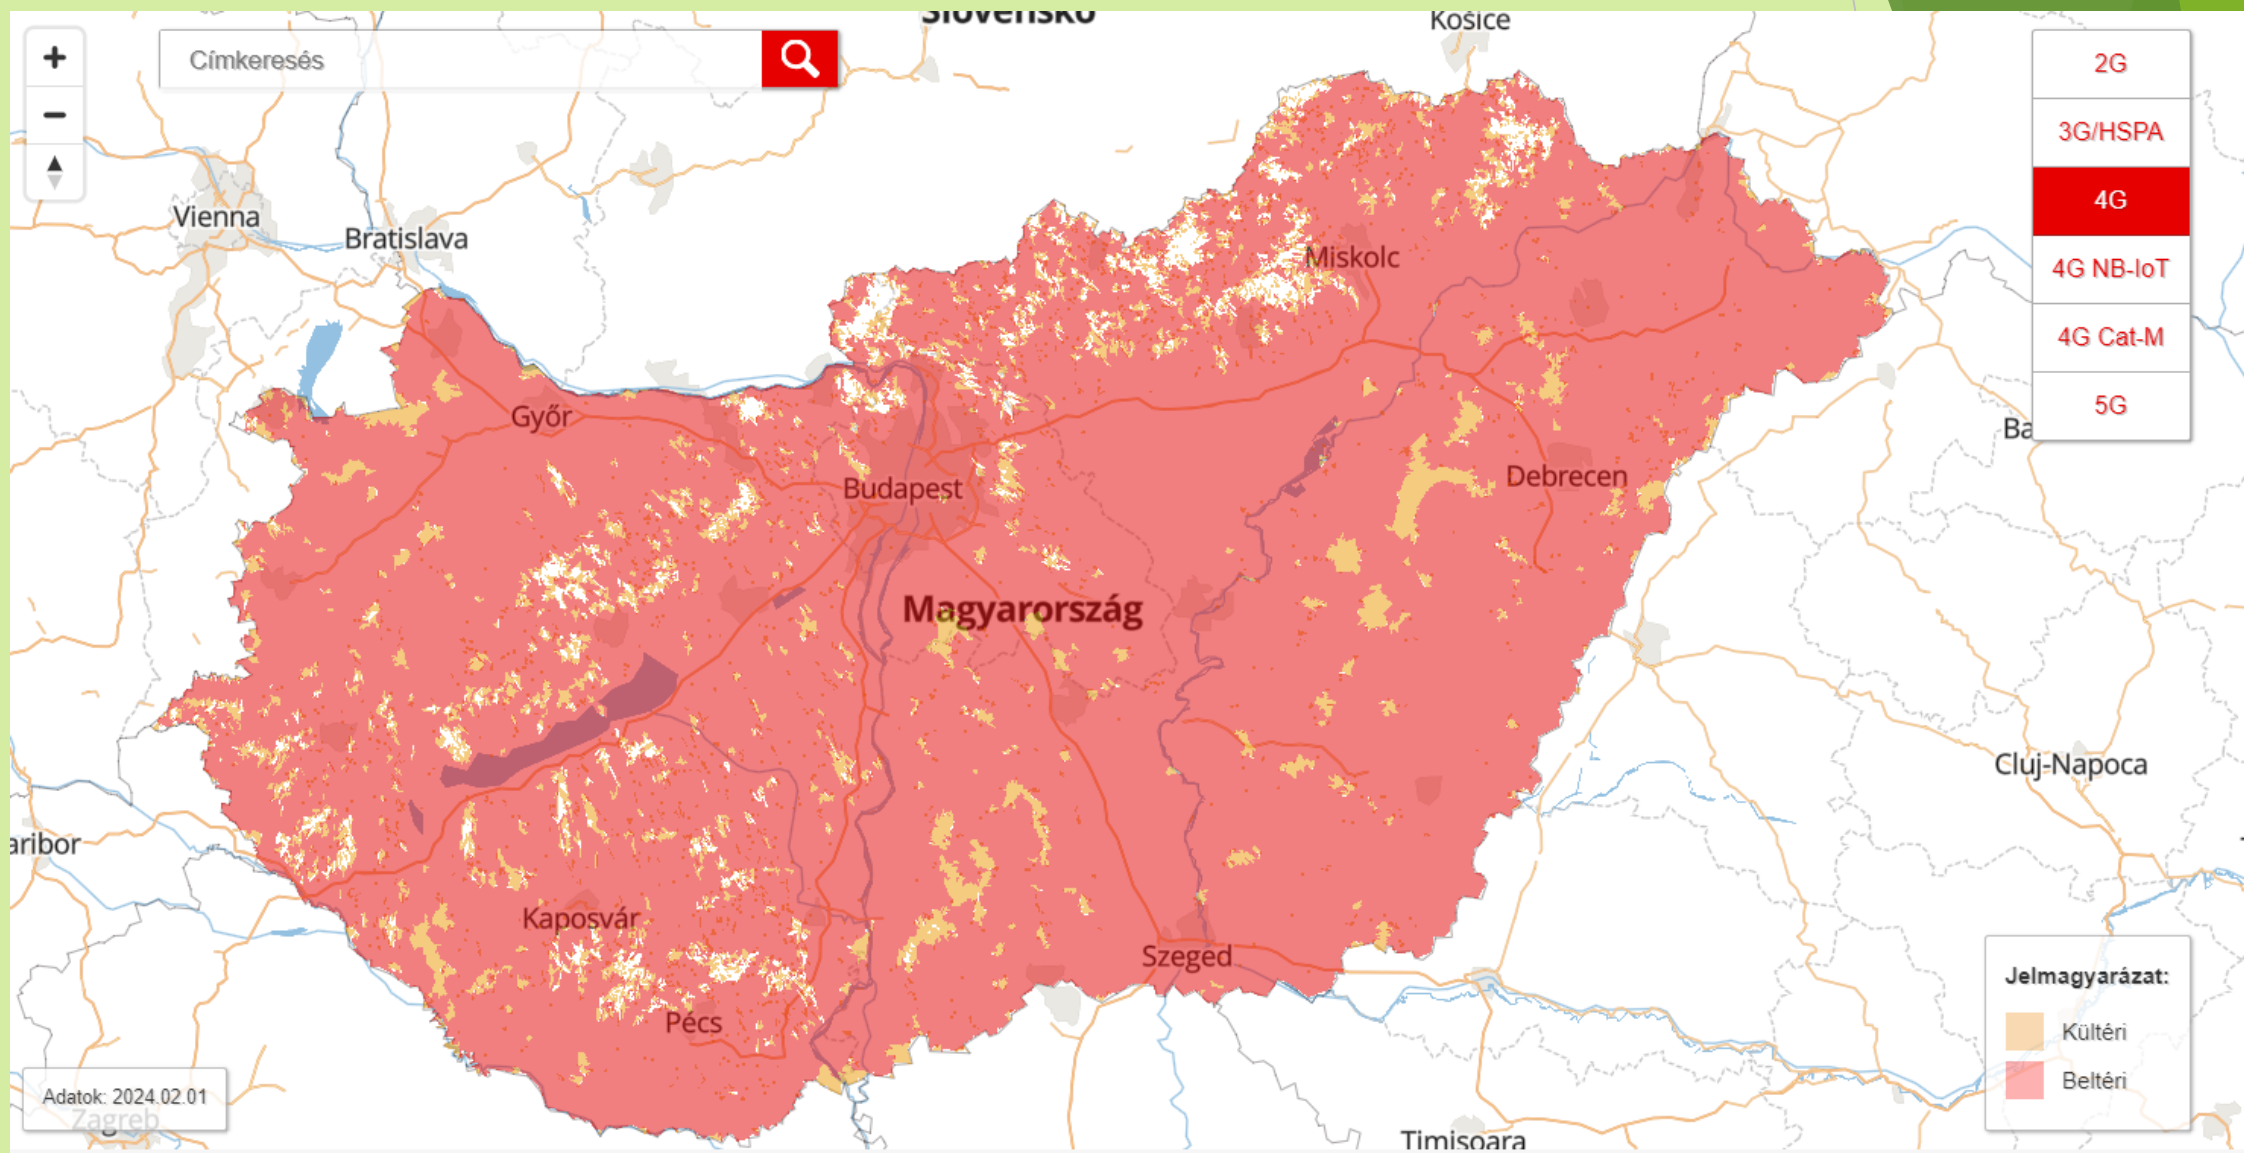 Slovensko
Košice
+
Címkeresés
2G
−
3G/HSPA
4G
Vienna
Bratislava
Miskolc
4G NB-IoT
4G Cat-M
5G
Győr
Ba
Debrecen
Budapest
Magyarország
Cluj-Napoca
aribor
Kaposvár
Szeged
Jelmagyarázat:
Pécs
Kültéri
Beltéri
Adatok: 2024.02.01
Zagreb
Timișoara